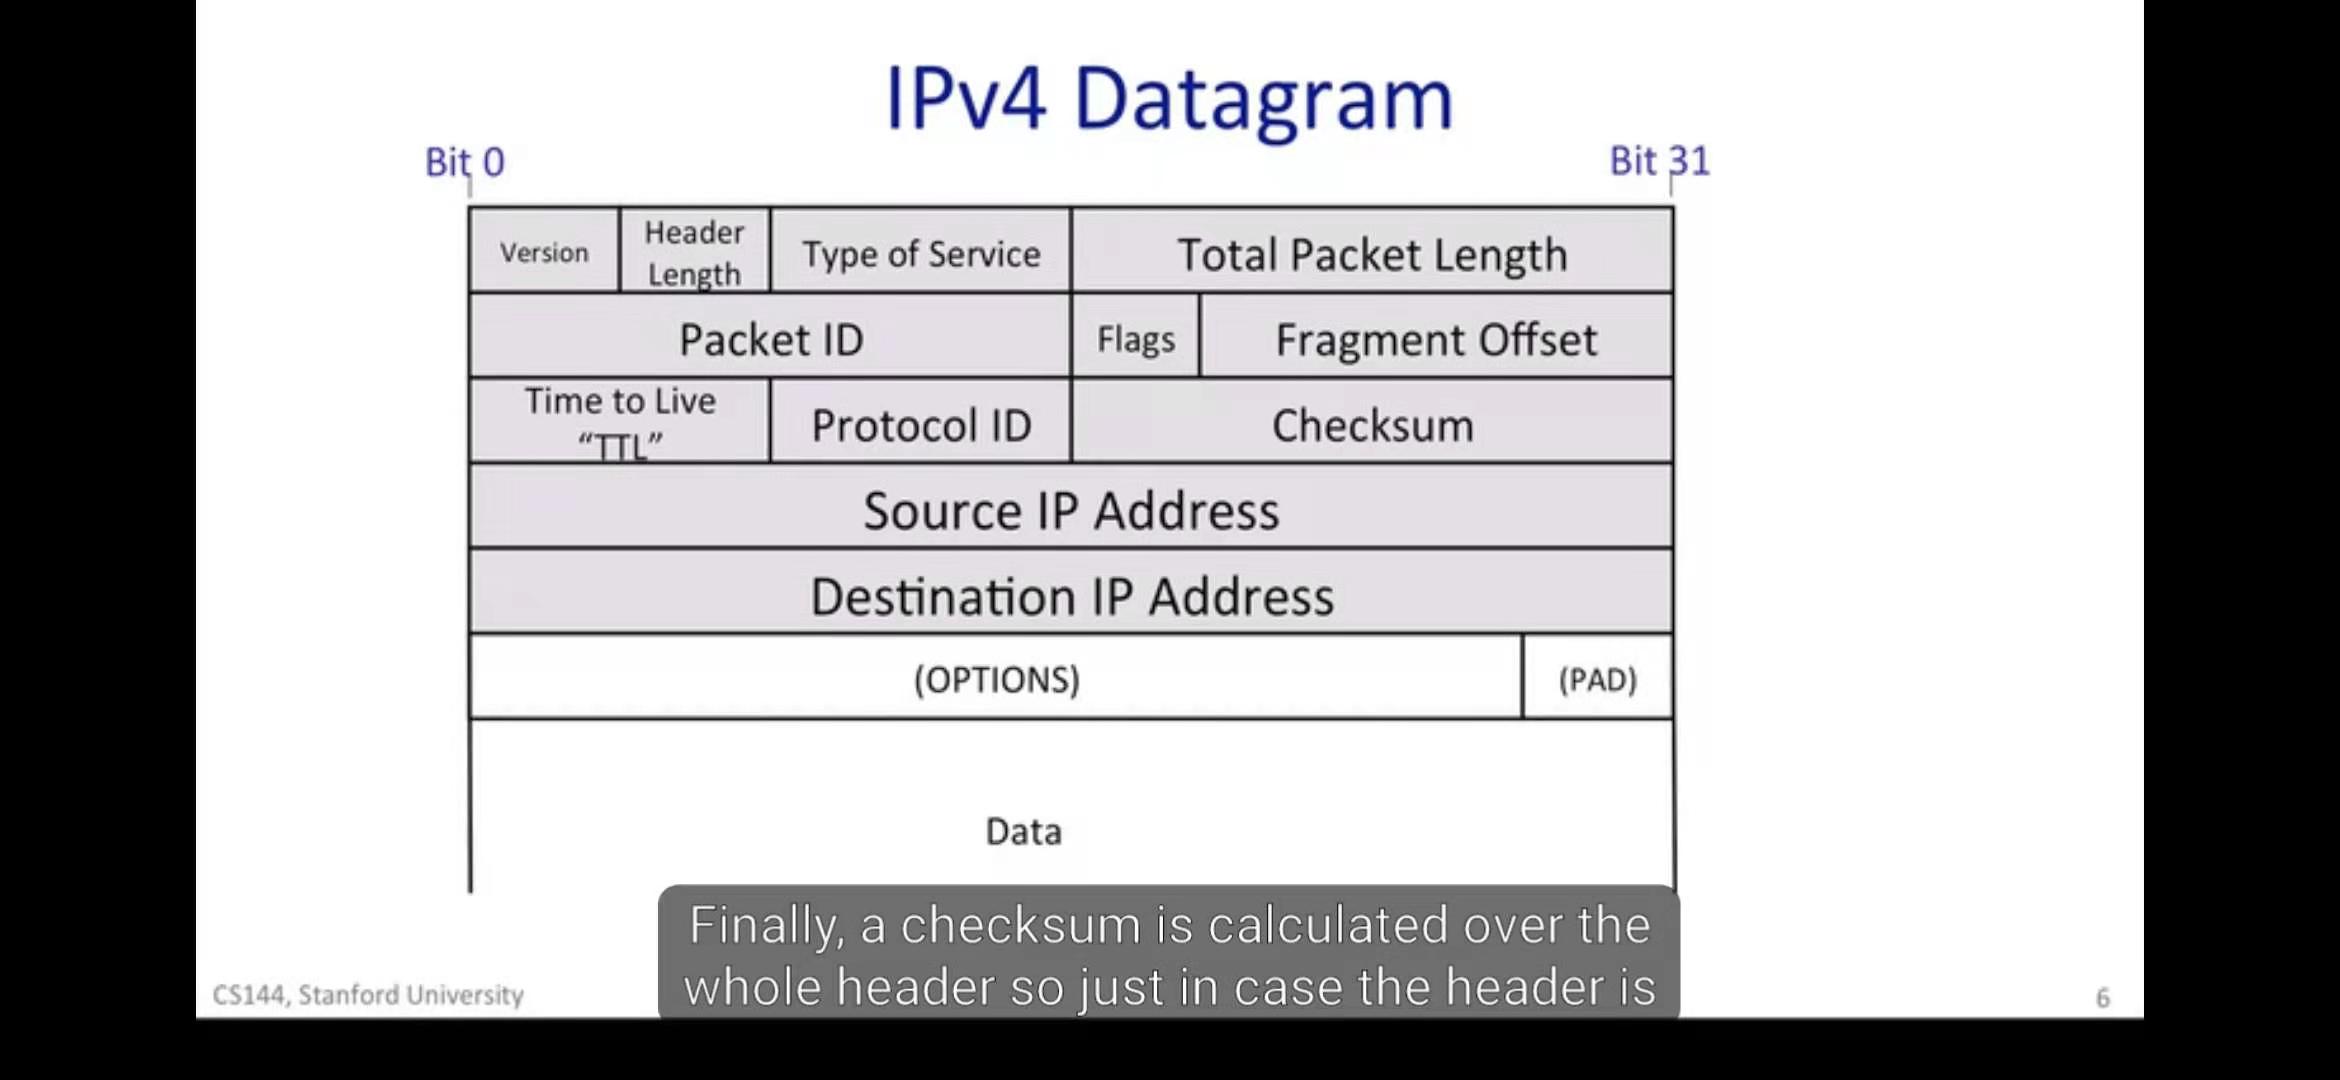 IPv4 Datagram
Bit 0
Bit 31
Version
Header
Length
Type of Service
Total Packet Length
Packet ID
Flags
Fragment Offset
Time to Live
“TTL”
Protocol ID
Checksum
Source IP Address
Destination IP Address
(OPTIONS)
(PAD)
Data
Finally, a checksum is calculated over the
whole header so just in case the header is
CS144, Stanford University
6